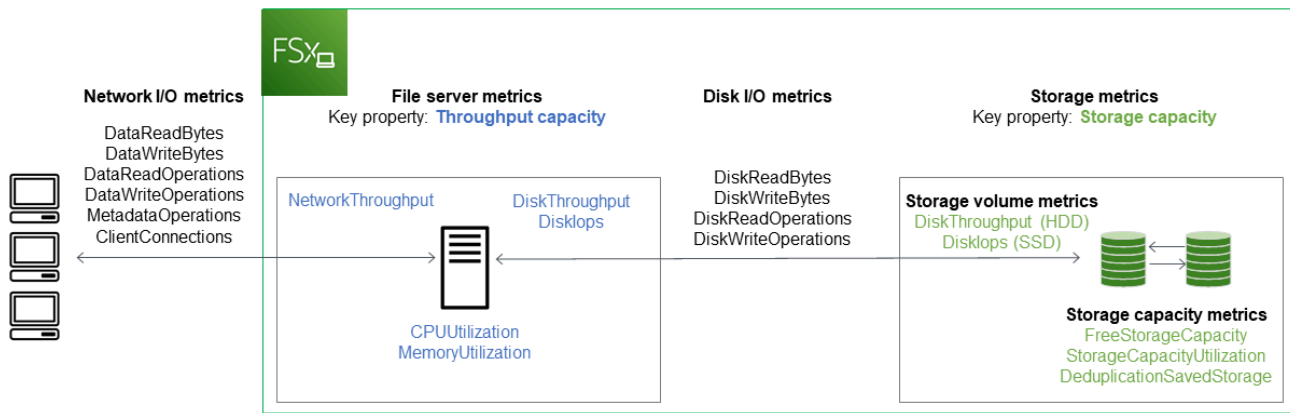 FSx
Network I/O metrics
DataReadBytes
DataWriteBytes
DataReadOperations
DataWriteOperations
MetadataOperations
ClientConnections
File server metrics
Key property: Throughput capacity
NetworkThroughput
DiskThroughput
DiskIops
CPUUtilization
MemoryUtilization
Disk I/O metrics
DiskReadBytes
DiskWriteBytes
DiskReadOperations
DiskWriteOperations
Storage metrics
Key property: Storage capacity
Storage volume metrics
DiskThroughput (HDD)
DiskIops (SSD)
Storage capacity metrics
FreeStorageCapacity
StorageCapacityUtilization
DeduplicationSavedStorage